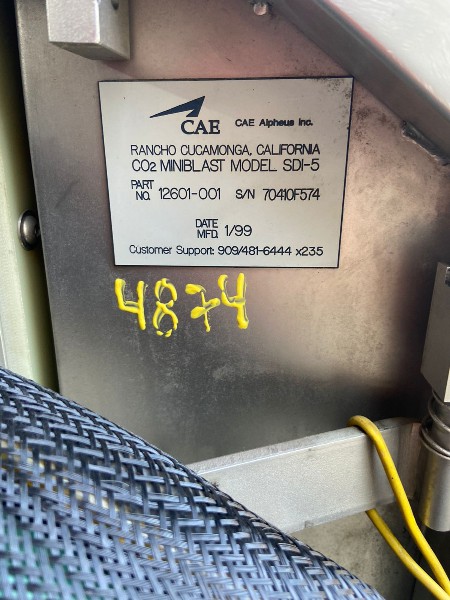 CAE CAE Alpheus Inc.
RANCHO CUCAMONGA, CALIFORNIA
CO2 MINIBLAST MODEL SDI-5
PART NO. 12601-001 S/N 70410F574
DATE MFD. 1/99
Customer Support: 909/481-6444 x235
4874